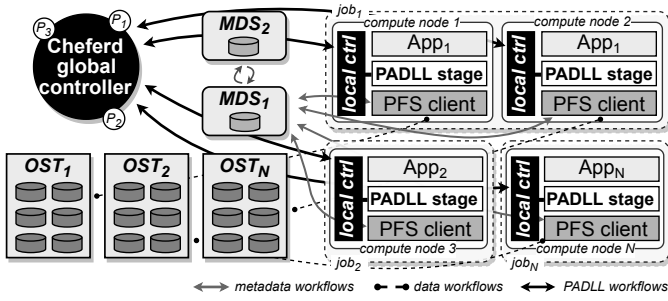 P3
P1
Cheferd
global
controller
P2
MDS2
MDS1
job1
compute node 1
compute node 2
local ctrl
App1
PADLL stage
PFS client
local ctrl
App1
PADLL stage
PFS client
OST1
OST2
OSTN
local ctrl
App2
PADLL stage
PFS client
compute node 3
job2
local ctrl
AppN
PADLL stage
PFS client
compute node N
jobN
metadata workflows
data workflows
PADLL workflows